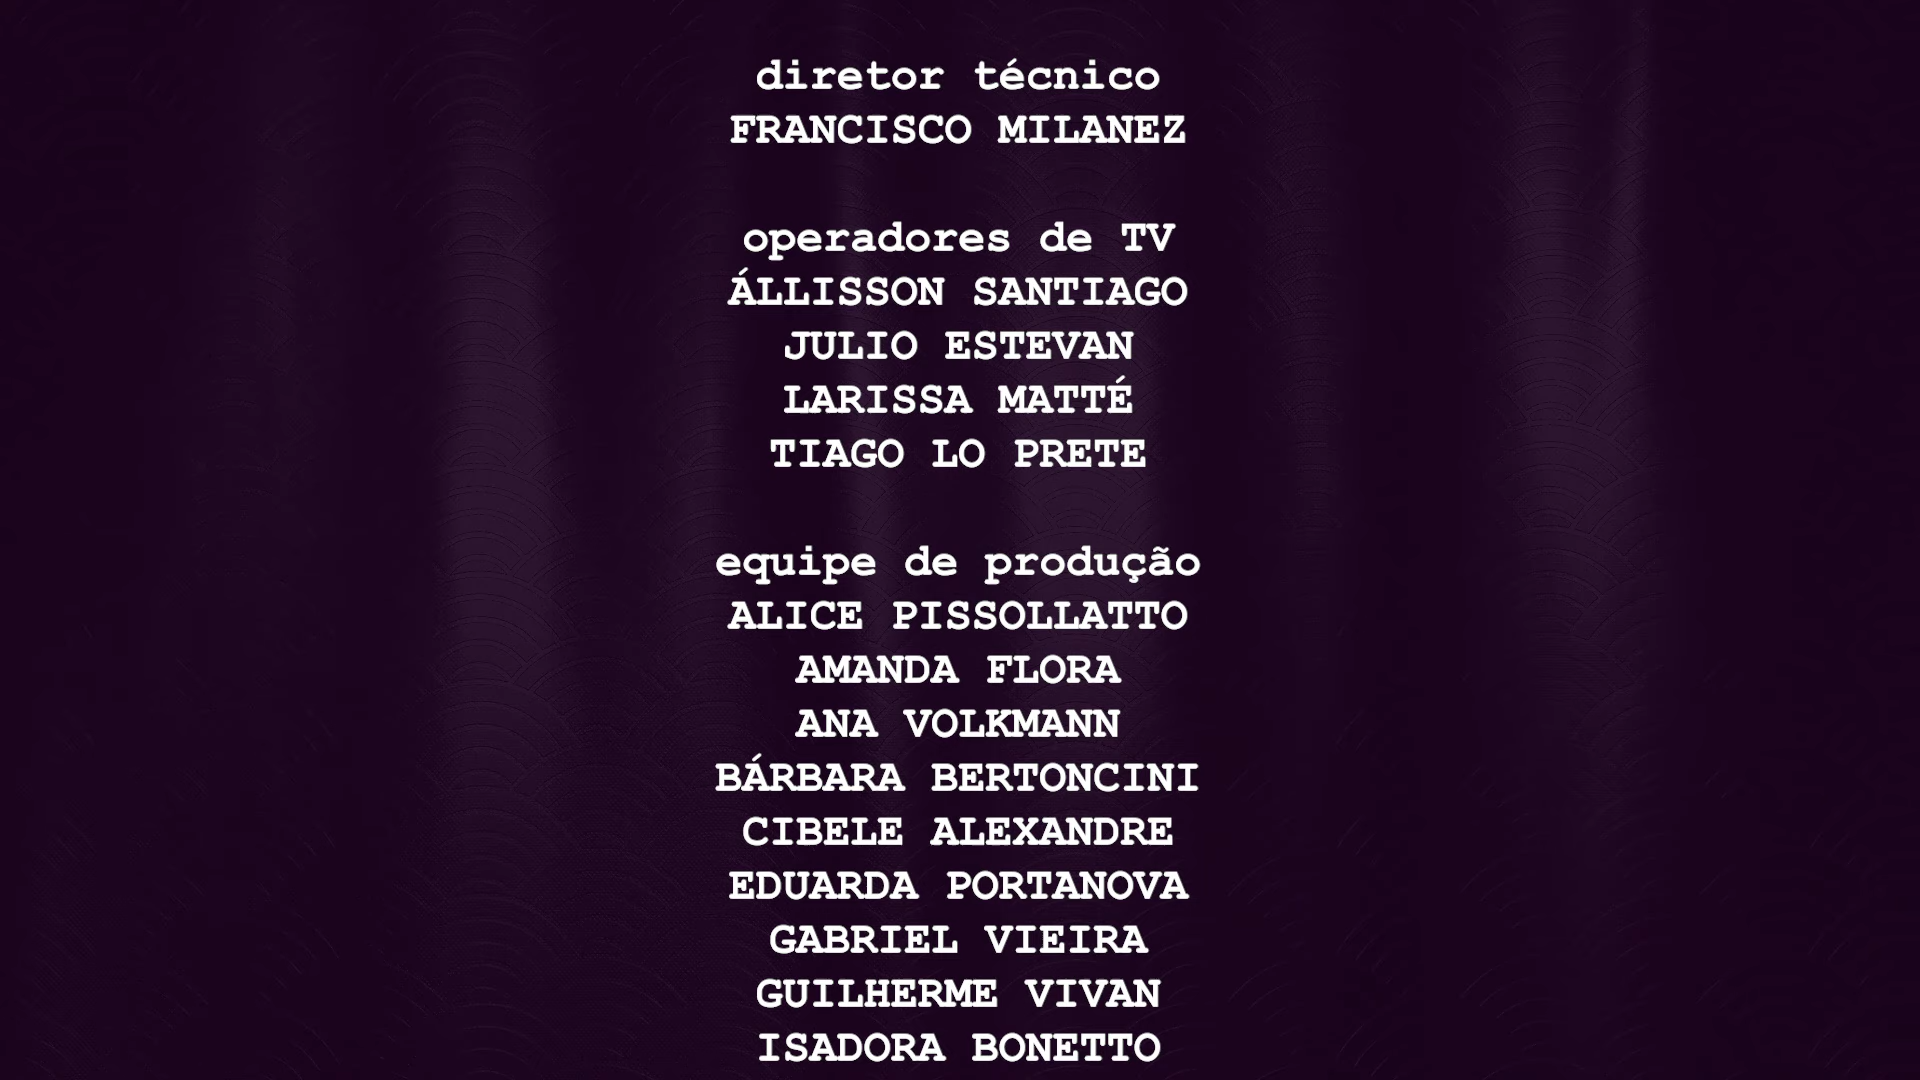 diretor técnico
FRANCISCO MILANEZ
operadores de TV
ÁLLISSON SANTIAGO
JULIO ESTEVAN
LARISSA MATTÉ
TIAGO LO PRETE
equipe de produção
ALICE PISSOLLATTO
AMANDA FLORA
ANA VOLKMANN
BÁRBARA BERTONCINI
CIBELE ALEXANDRE
EDUARDA PORTANOVA
GABRIEL VIEIRA
GUILHERME VIVAN
ISADORA BONETTO